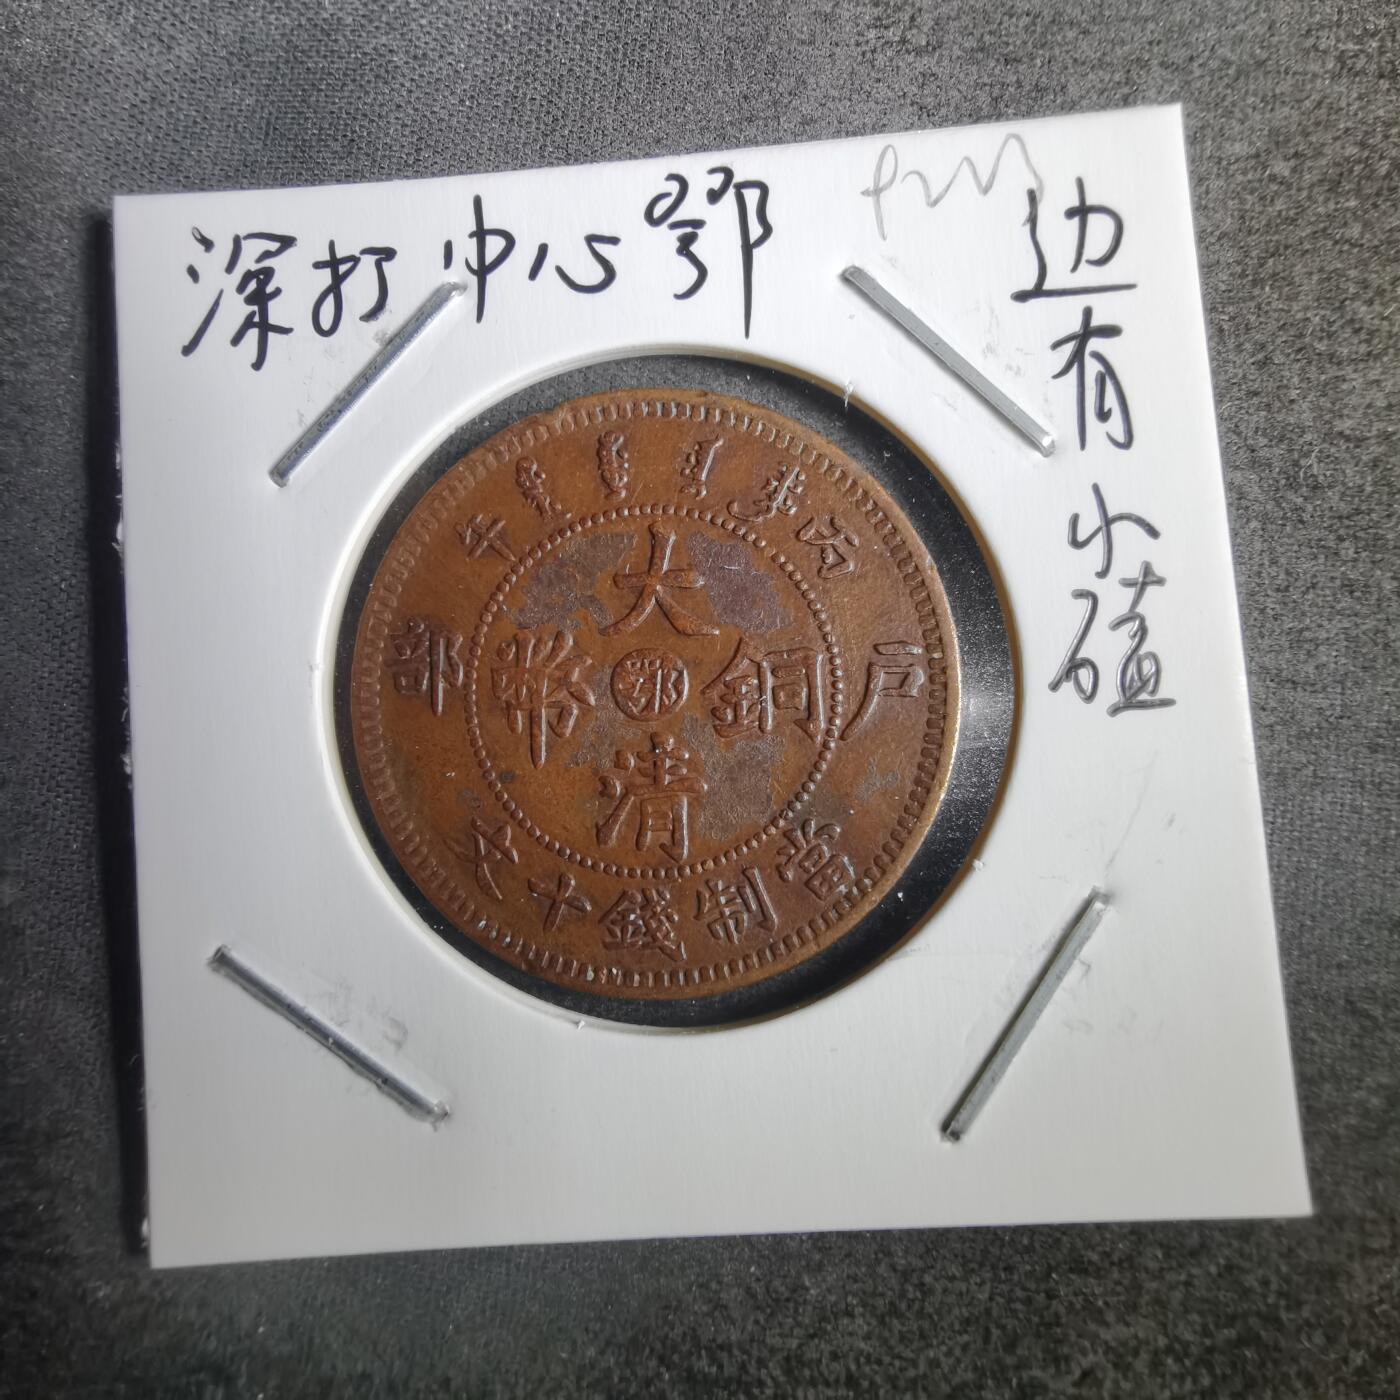 深打中心鄂
边有小磕
午 丙
大清銅幣
鄂
户部
當制錢十文